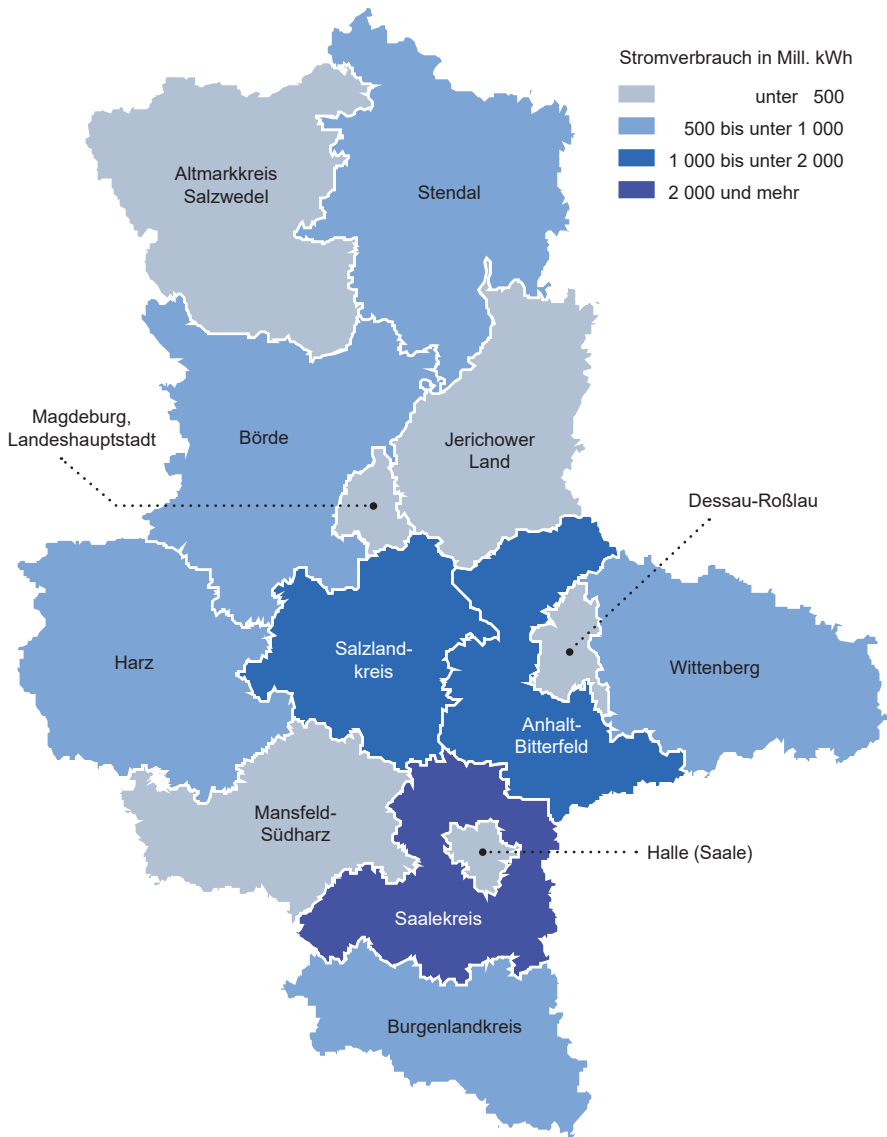 Stromverbrauch in Mill. kWh
unter 500
500 bis unter 1 000
1 000 bis unter 2 000
2 000 und mehr
Altmarkkreis
Salzwedel
Stendal
Magdeburg,
Landeshauptstadt
Börde
Jerichower
Land
Dessau-Roßlau
Harz
Salzland-
kreis
Wittenberg
Anhalt-
Bitterfeld
Mansfeld-
Südharz
Halle (Saale)
Saalekreis
Burgenlandkreis